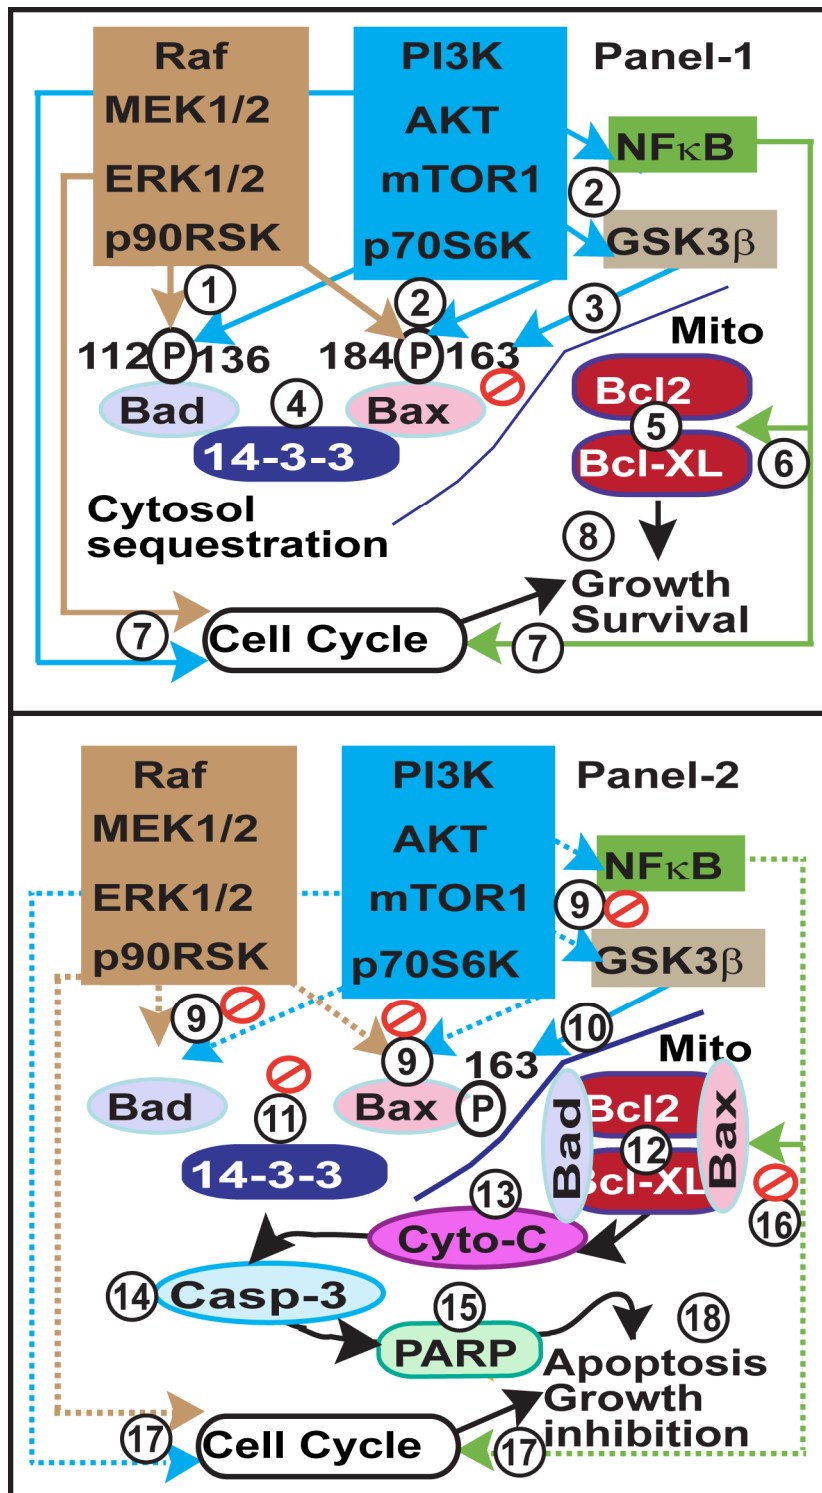 Raf
PI3K
Panel-1
MEK1/2
AKT
NFκB
ERK1/2
mTOR1
2
p90RSK
p70S6K
GSK3β
1
2
3
112 P 136
184 P 163
Mito
Bad
4
Bax
Bcl2
5
14-3-3
Bcl-XL
6
Cytosol
sequestration
8
Growth
Survival
7
Cell Cycle
7
Raf
PI3K
Panel-2
MEK1/2
AKT
NFκB
ERK1/2
mTOR1
9
p90RSK
p70S6K
GSK3β
9
10
9
163
Mito
Bad
11
Bax
P
Bad
Bcl2
Bax
12
14-3-3
Bcl-XL
13
16
Cyto-C
14
Casp-3
15
18
PARP
Apoptosis
Growth
inhibition
17
Cell Cycle
17